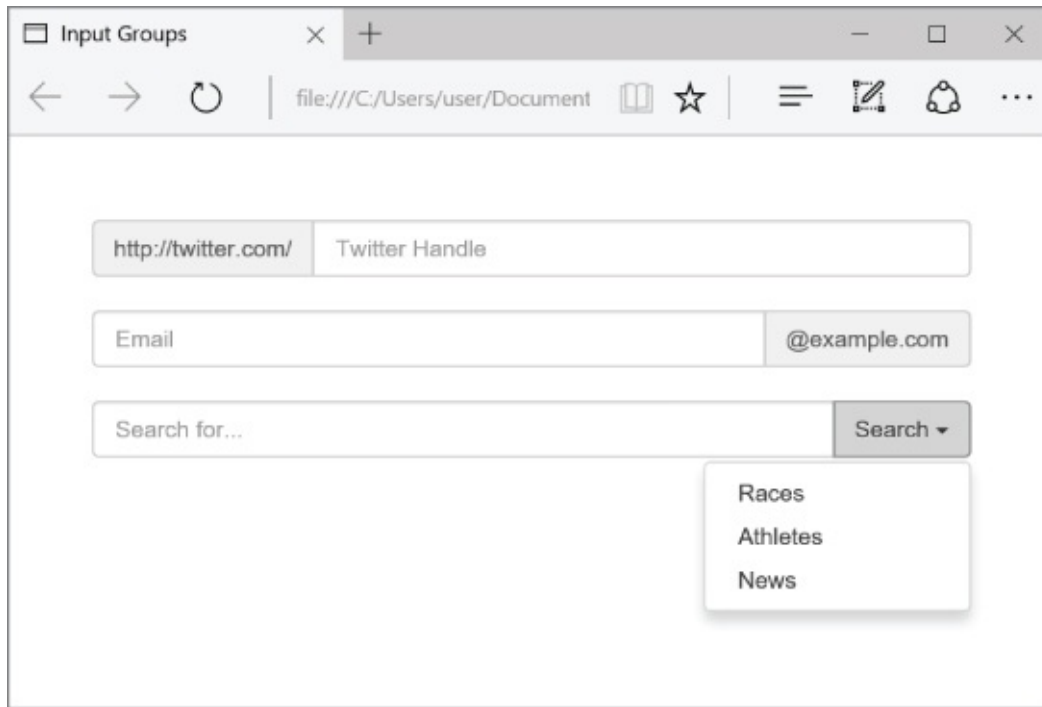 Input Groups
file:///C:/Users/user/Document
http://twitter.com/ Twitter Handle
Email @example.com
Search for... Search
Races
Athletes
News